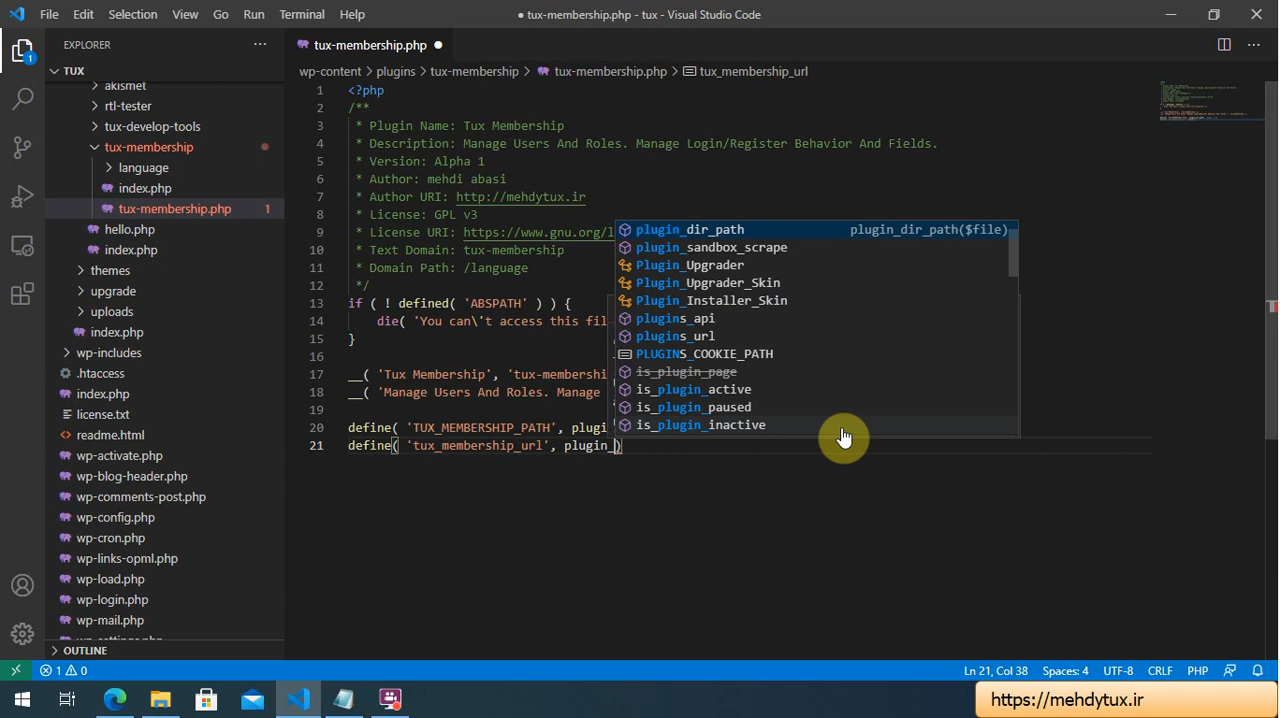 File Edit Selection View Go Run Terminal Help
● tux-membership.php - tux - Visual Studio Code
EXPLORER
tux-membership.php
TUX
akismet
rtl-tester
tux-develop-tools
tux-membership
language
index.php
tux-membership.php 1
hello.php
index.php
themes
upgrade
uploads
index.php
wp-includes
.htaccess
index.php
license.txt
readme.html
wp-activate.php
wp-blog-header.php
wp-comments-post.php
wp-config.php
wp-cron.php
wp-links-opml.php
wp-load.php
wp-login.php
wp-mail.php
wp-settings.php
OUTLINE
1
wp-content > plugins > tux-membership > tux-membership.php > tux_membership_url
1 <?php
2 /**
3 * Plugin Name: Tux Membership
4 * Description: Manage Users And Roles. Manage Login/Register Behavior And Fields.
5 * Version: Alpha 1
6 * Author: mehdi abasi
7 * Author URI: http://mehdytux.ir
8 * License: GPL v3
9 * License URI: https://www.gnu.org/l
10 * Text Domain: tux-membership
11 * Domain Path: /language
12 */
13 if ( ! defined( 'ABSPATH' ) ) {
14 die( 'You can\'t access this fil
15 }
16
17 __( 'Tux Membership', 'tux-membershi
18 __( 'Manage Users And Roles. Manage
19
20 define( 'TUX_MEMBERSHIP_PATH', plugi
21 define( 'tux_membership_url', plugin_)
plugin_dir_path plugin_dir_path($file)
plugin_sandbox_scrape
Plugin_Upgrader
Plugin_Upgrader_Skin
Plugin_Installer_Skin
plugins_api
plugins_url
PLUGINS_COOKIE_PATH
is_plugin_page
is_plugin_active
is_plugin_paused
is_plugin_inactive
1 0
Ln 21, Col 38 Spaces: 4 UTF-8 CRLF PHP
https://mehdytux.ir